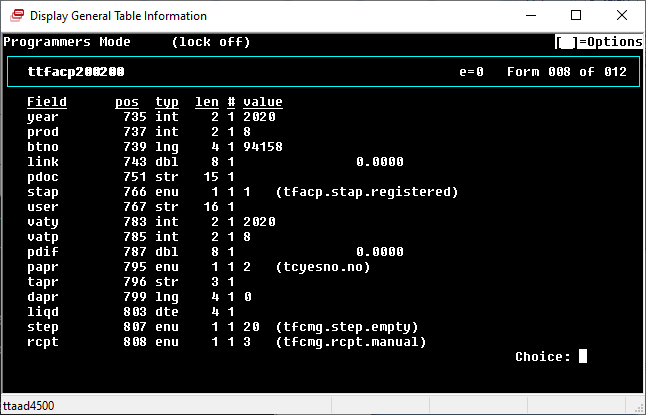 Display General Table Information
Programmers Mode (lock off) [_]=Options
e=0 Form 008 of 012
Field pos typ len # value
year 735 int 2 1 2020
prod 737 int 2 1 8
btno 739 lng 4 1 94158
link 743 dbl 8 1 0.0000
pdoc 751 str 15 1
stap 766 enu 1 1 1 (tfacp.stap.registered)
user 767 str 16 1
vaty 783 int 2 1 2020
vatp 785 int 2 1 8
pdif 787 dbl 8 1 0.0000
papr 795 enu 1 1 2 (tcyesno.no)
tapr 796 str 3 1
dapr 799 lng 4 1 0
liqd 803 dte 4 1
step 807 enu 1 1 20 (tfcmg.step.empty)
rcpt 808 enu 1 1 3 (tfcmg.rcpt.manual)
Choice:
ttaad4500